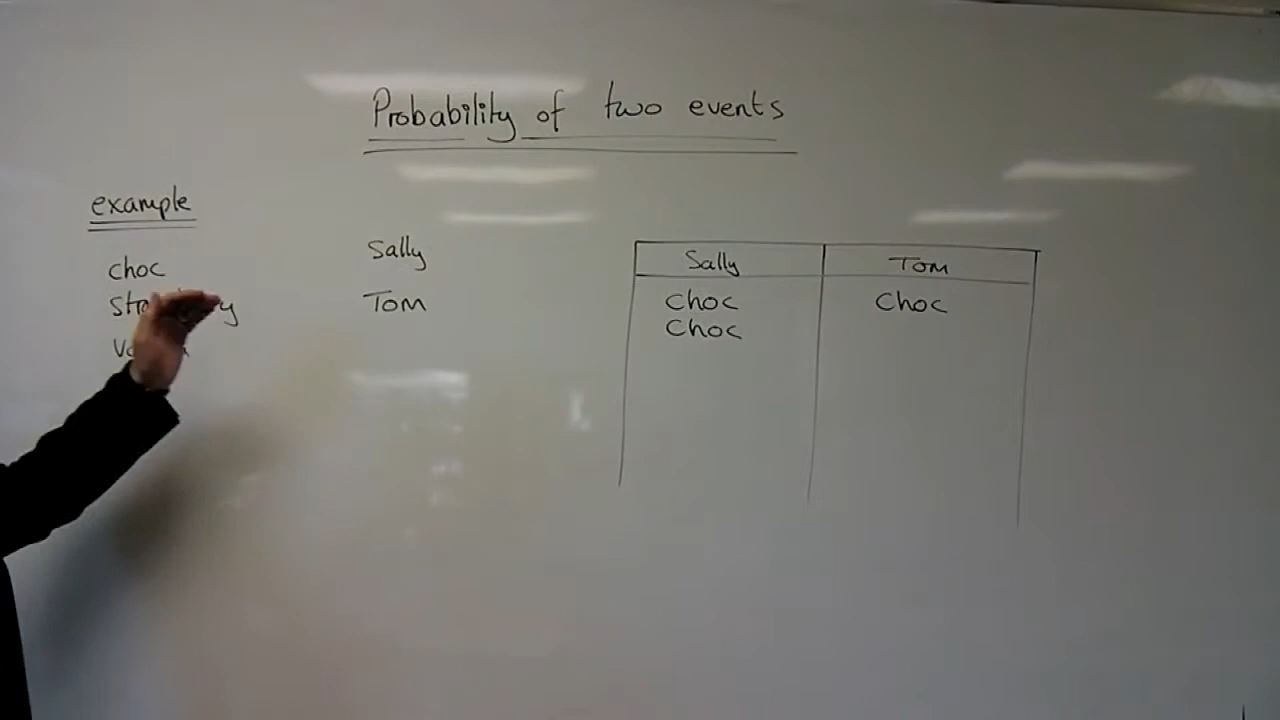 Probability of two events
example
choc
Sally
Tom
Sally Tom
Choc Choc
Choc